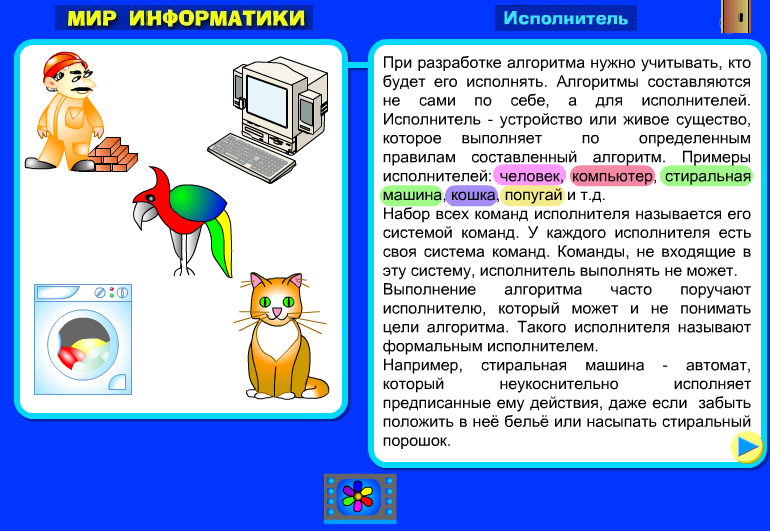 МИР ИНФОРМАТИКИ
Исполнитель
При разработке алгоритма нужно учитывать, кто
будет его исполнять. Алгоритмы составляются
не сами по себе, а для исполнителей.
Исполнитель - устройство или живое существо,
которое выполняет по определенным
правилам составленный алгоритм. Примеры
исполнителей: человек, компьютер, стиральная
машина, кошка, попугай и т.д.
Набор всех команд исполнителя называется его
системой команд. У каждого исполнителя есть
своя система команд. Команды, не входящие в
эту систему, исполнитель выполнять не может.
Выполнение алгоритма часто поручают
исполнителю, который может и не понимать
цели алгоритма. Такого исполнителя называют
формальным исполнителем.
Например, стиральная машина - автомат,
который неукоснительно исполняет
предписанные ему действия, даже если забыть
положить в неё бельё или насыпать стиральный
порошок.